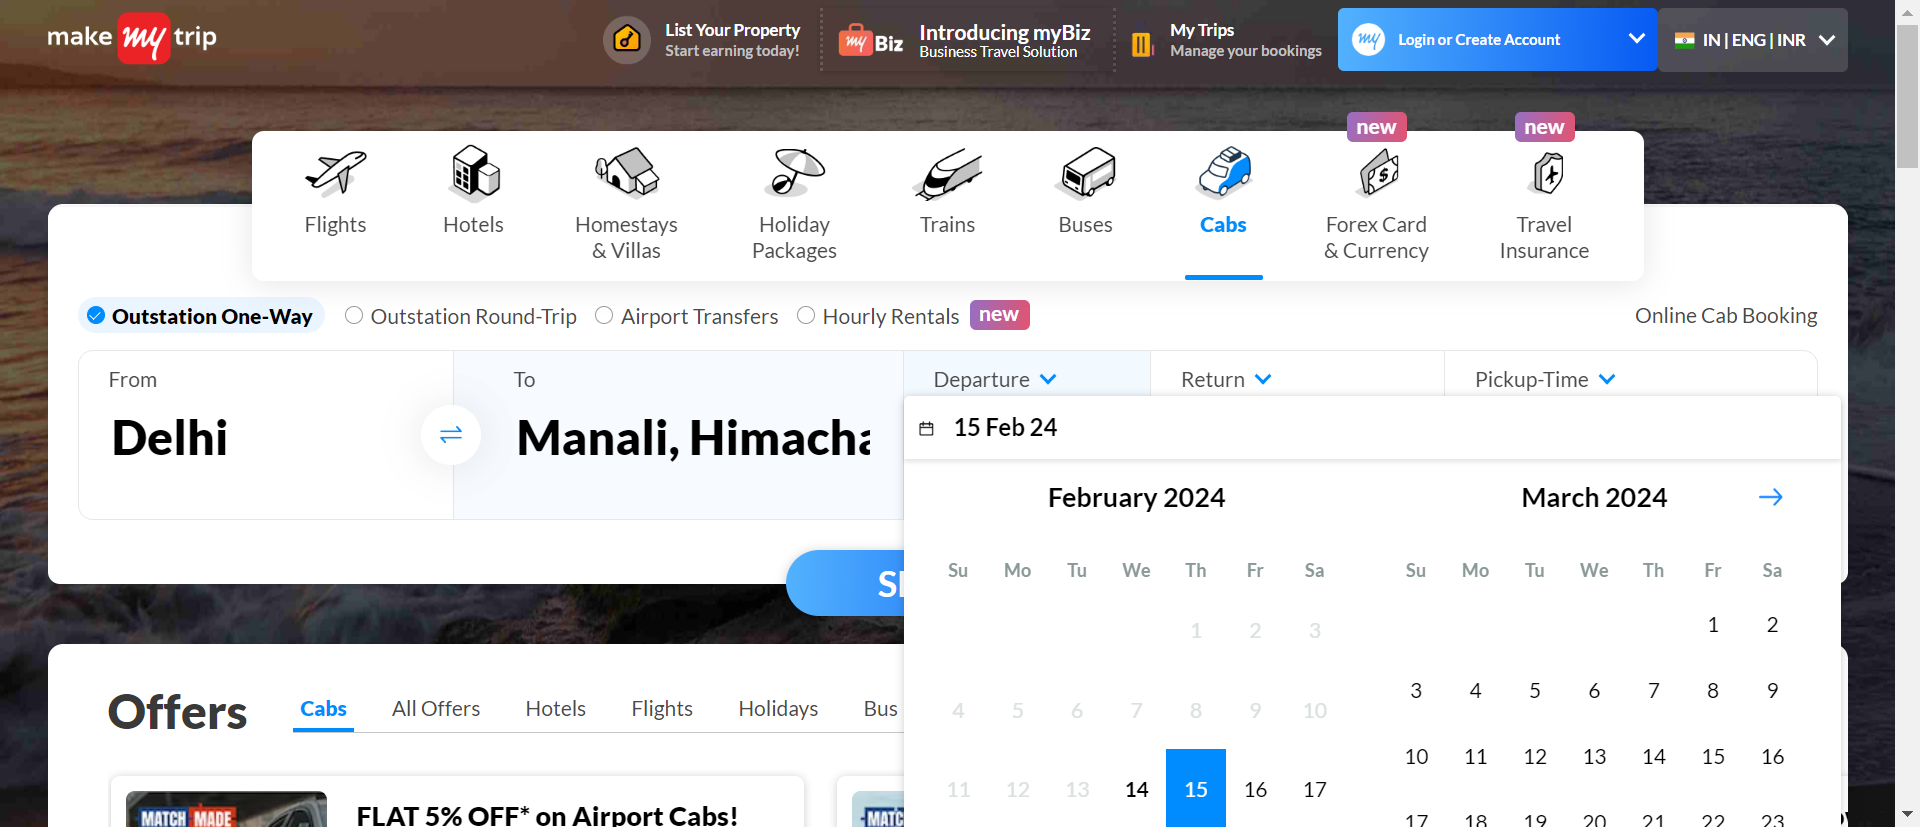 make my trip
List Your Property
Start earning today!
my Biz
Introducing myBiz
Business Travel Solution
My Trips
Manage your bookings
my
Login or Create Account
IN | ENG | INR
new
new
Flights
Hotels
Homestays
& Villas
Holiday
Packages
Trains
Buses
Cabs
Forex Card
& Currency
Travel
Insurance
Outstation One-Way
Outstation Round-Trip
Airport Transfers
Hourly Rentals
new
Online Cab Booking
From
To
Departure
Return
Pickup-Time
Delhi
Manali, Himacha
15 Feb 24
February 2024
March 2024
Su Mo Tu We Th Fr Sa
Su Mo Tu We Th Fr Sa
1 2 3
1 2
4 5 6 7 8 9 10
3 4 5 6 7 8 9
11 12 13 14 15 16 17
10 11 12 13 14 15 16
17 18 19 20 21 22 23
Offers
Cabs
All Offers
Hotels
Flights
Holidays
Bus
MATCH MADE
FLAT 5% OFF* on Airport Cabs!
MATC